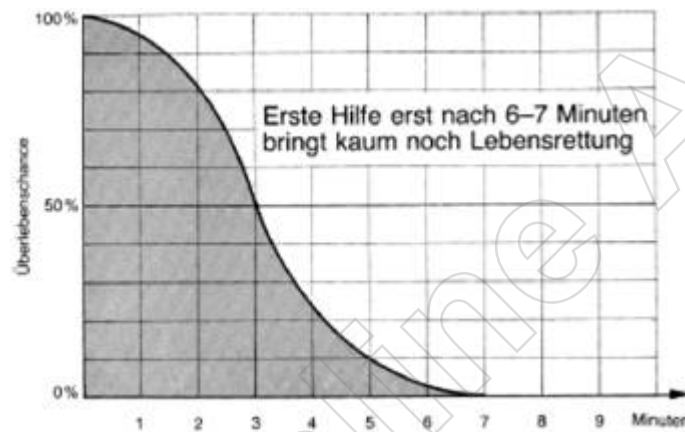 100%
Erste Hilfe erst nach 6–7 Minuten
bringt kaum noch Lebensrettung
Überlebenschance
50%
0%
1 2 3 4 5 6 7 8 9 Minuten
line A